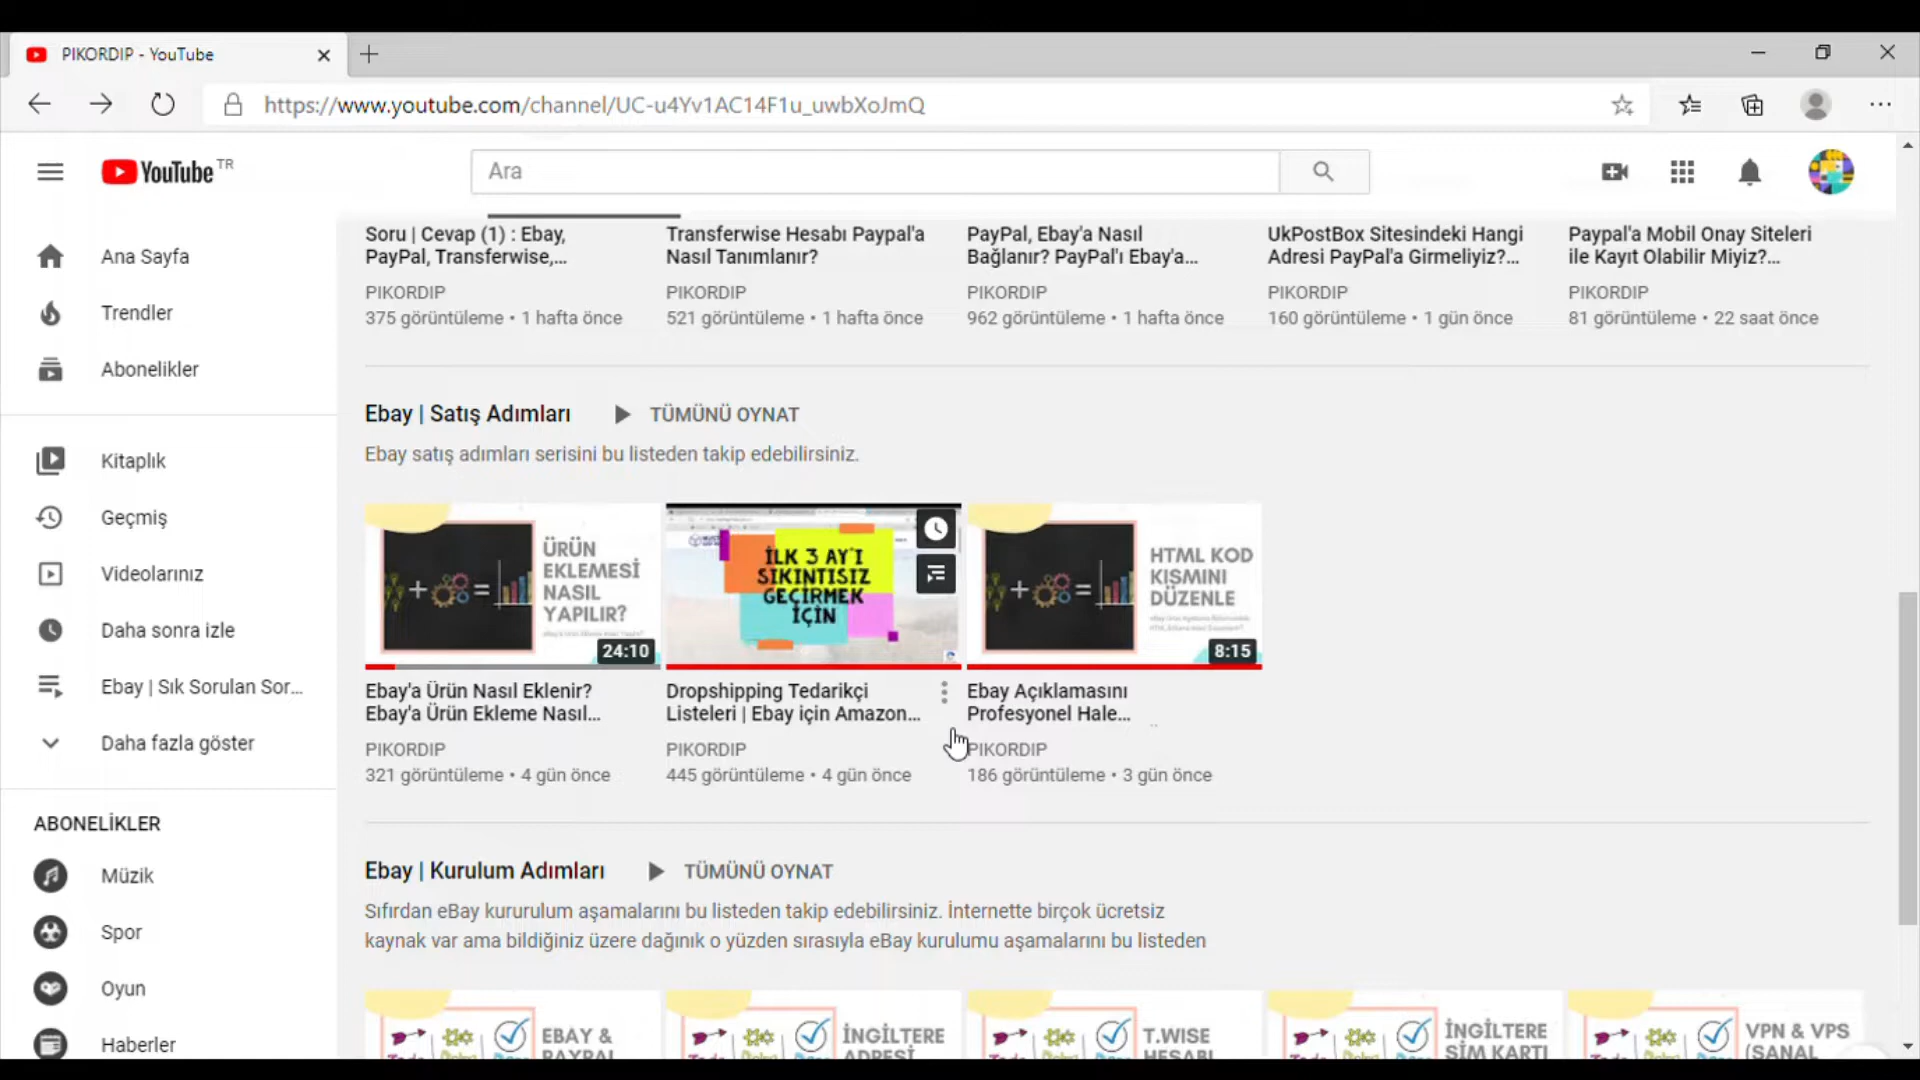 PIKORDIP - YouTube
https://www.youtube.com/channel/UC-u4Yv1AC14F1u_uwbXoJmQ
YouTube TR
Ara
Ana Sayfa
Trendler
Abonelikler
Kitaplık
Geçmiş
Videolarınız
Daha sonra izle
Ebay | Sık Sorulan Sor...
Daha fazla göster
ABONELİKLER
Müzik
Spor
Oyun
Haberler
Soru | Cevap (1) : Ebay,
PayPal, Transferwise,...
PIKORDIP
375 görüntüleme • 1 hafta önce
Transferwise Hesabı Paypal'a
Nasıl Tanımlanır?
PIKORDIP
521 görüntüleme • 1 hafta önce
PayPal, Ebay'a Nasıl
Bağlanır? PayPal'ı Ebay'a...
PIKORDIP
962 görüntüleme • 1 hafta önce
UkPostBox Sitesindeki Hangi
Adresi PayPal'a Girmeliyiz?...
PIKORDIP
160 görüntüleme • 1 gün önce
Paypal'a Mobil Onay Siteleri
ile Kayıt Olabilir Miyiz?...
PIKORDIP
81 görüntüleme • 22 saat önce
Ebay | Satış Adımları
TÜMÜNÜ OYNAT
Ebay satış adımları serisini bu listeden takip edebilirsiniz.
ÜRÜN
EKLEMESİ
NASIL
YAPILIR?
24:10
Ebay'a Ürün Nasıl Eklenir?
Ebay'a Ürün Ekleme Nasıl...
PIKORDIP
321 görüntüleme • 4 gün önce
İLK 3 AY'I
SIKINTISIZ
GEÇİRMEK
İÇİN
Dropshipping Tedarikçi
Listeleri | Ebay için Amazon...
PIKORDIP
445 görüntüleme • 4 gün önce
HTML KOD
KISMINI
DÜZENLE
8:15
Ebay Açıklamasını
Profesyonel Hale...
PIKORDIP
186 görüntüleme • 3 gün önce
Ebay | Kurulum Adımları
TÜMÜNÜ OYNAT
Sıfırdan eBay kururulum aşamalarını bu listeden takip edebilirsiniz. İnternette birçok ücretsiz
kaynak var ama bildiğiniz üzere dağınık o yüzden sırasıyla eBay kurulumu aşamalarını bu listeden
EBAY &
PAYPAL
İNGİLTERE
ADRESİ
T.WISE
HESABI
İNGİLTERE
SİM KARTI
VPN & VPS
(SANAL